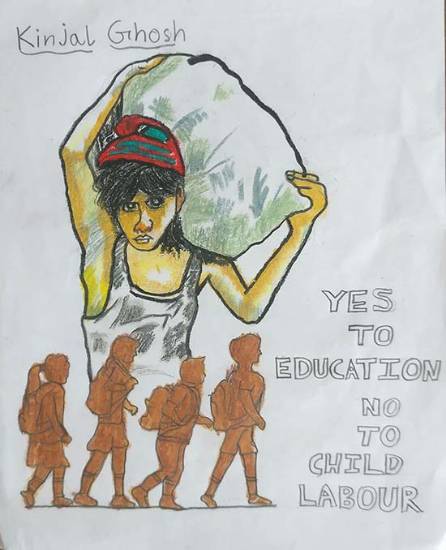 Kinjal Ghosh
YES
TO
EDUCATION
NO
TO
CHILD
LABOUR